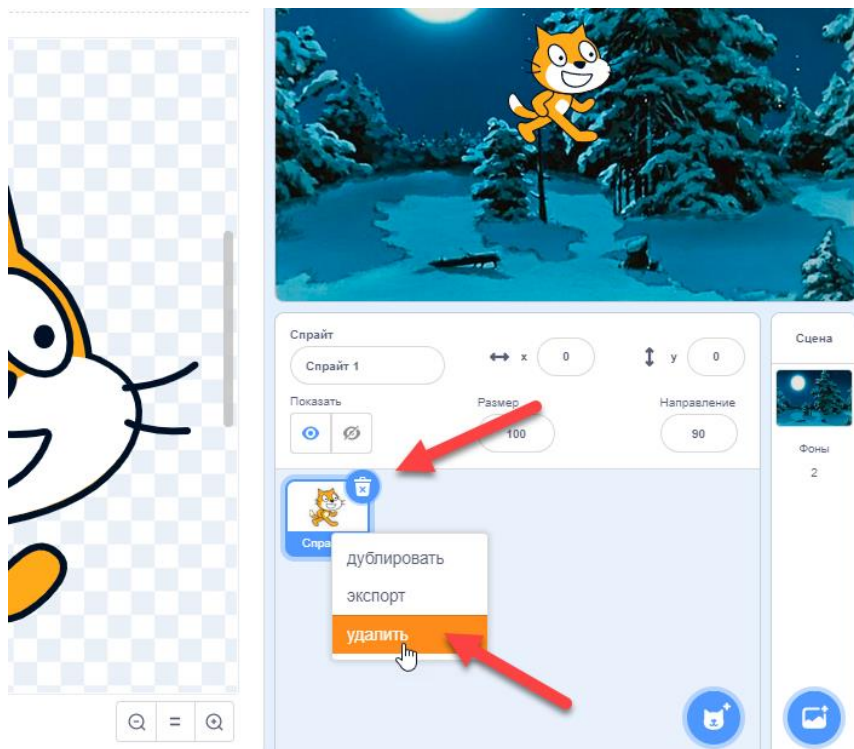 Спрайт
Сцена
Спрайт 1
x 0
y 0
Показать
Размер
Направление
100
90
Фоны
2
Спра
дублировать
экспорт
удалить